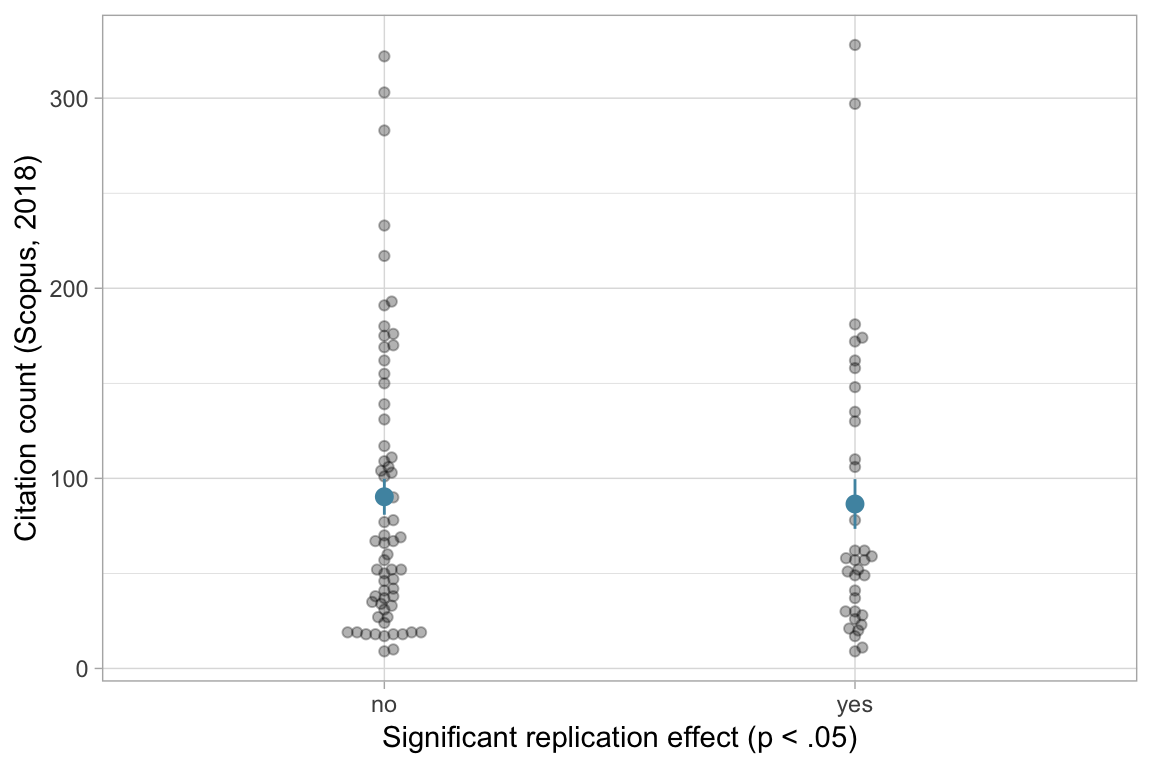 Citation count (Scopus, 2018)
300
200
100
0
no
yes
Significant replication effect (p < .05)